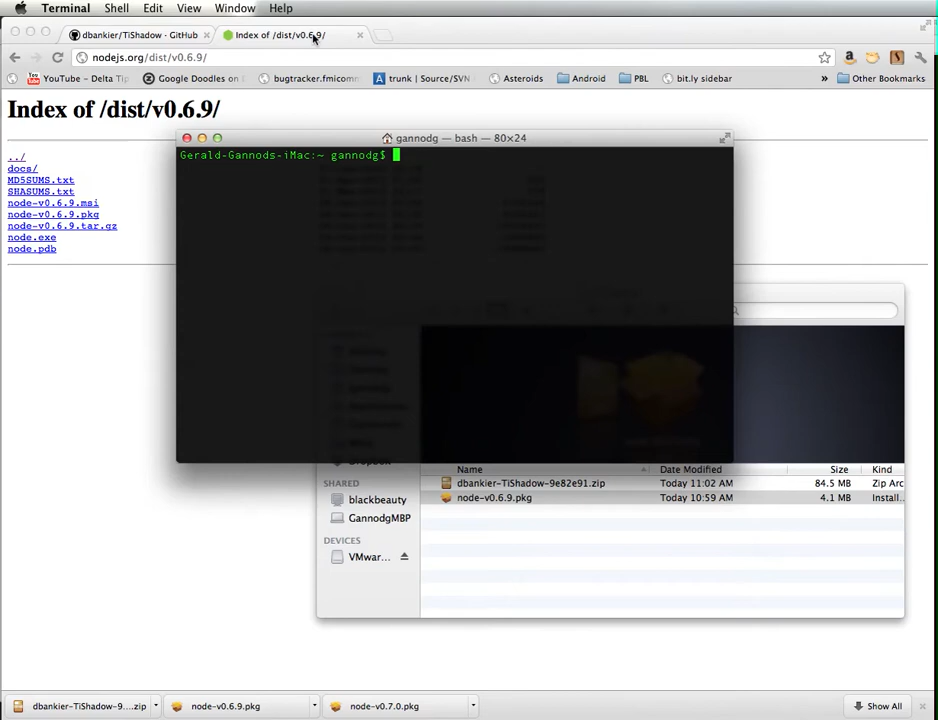 Terminal Shell Edit View Window Help
dbankier/TiShadow - GitHub × Index of /dist/v0.6.9/ ×
nodejs.org/dist/v0.6.9/
YouTube - Delta Tip Google Doodles on bugtracker.fmicomm trunk | Source/SVN Asteroids Android PBL bit.ly sidebar » Other Bookmarks
Index of /dist/v0.6.9/
gannodg — bash — 80×24
Gerald-Gannods-iMac:~ gannodg$
../
docs/
MD5SUMS.txt
SHASUMS.txt
node-v0.6.9.msi
node-v0.6.9.pkg
node-v0.6.9.tar.gz
node.exe
node.pdb
Dropbox
SHARED
blackbeauty
GannodgMBP
DEVICES
VMwar...
Name Date Modified Size Kind
dbankier-TiShadow-9e82e91.zip Today 11:02 AM 84.5 MB Zip Arc
node-v0.6.9.pkg Today 10:59 AM 4.1 MB Install..
dbankier-TiShadow-9....zip node-v0.6.9.pkg node-v0.7.0.pkg Show All ×